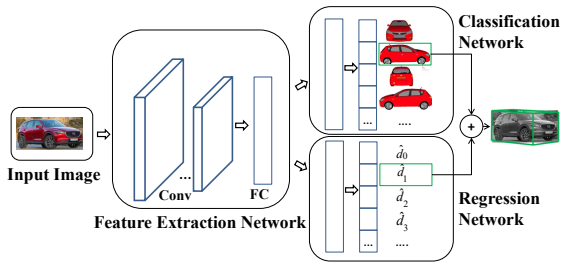 Classification
Network
...
....
+
Input Image
...
Conv
FC
Feature Extraction Network
d̂0
d̂1
d̂2
d̂3
...
....
Regression
Network